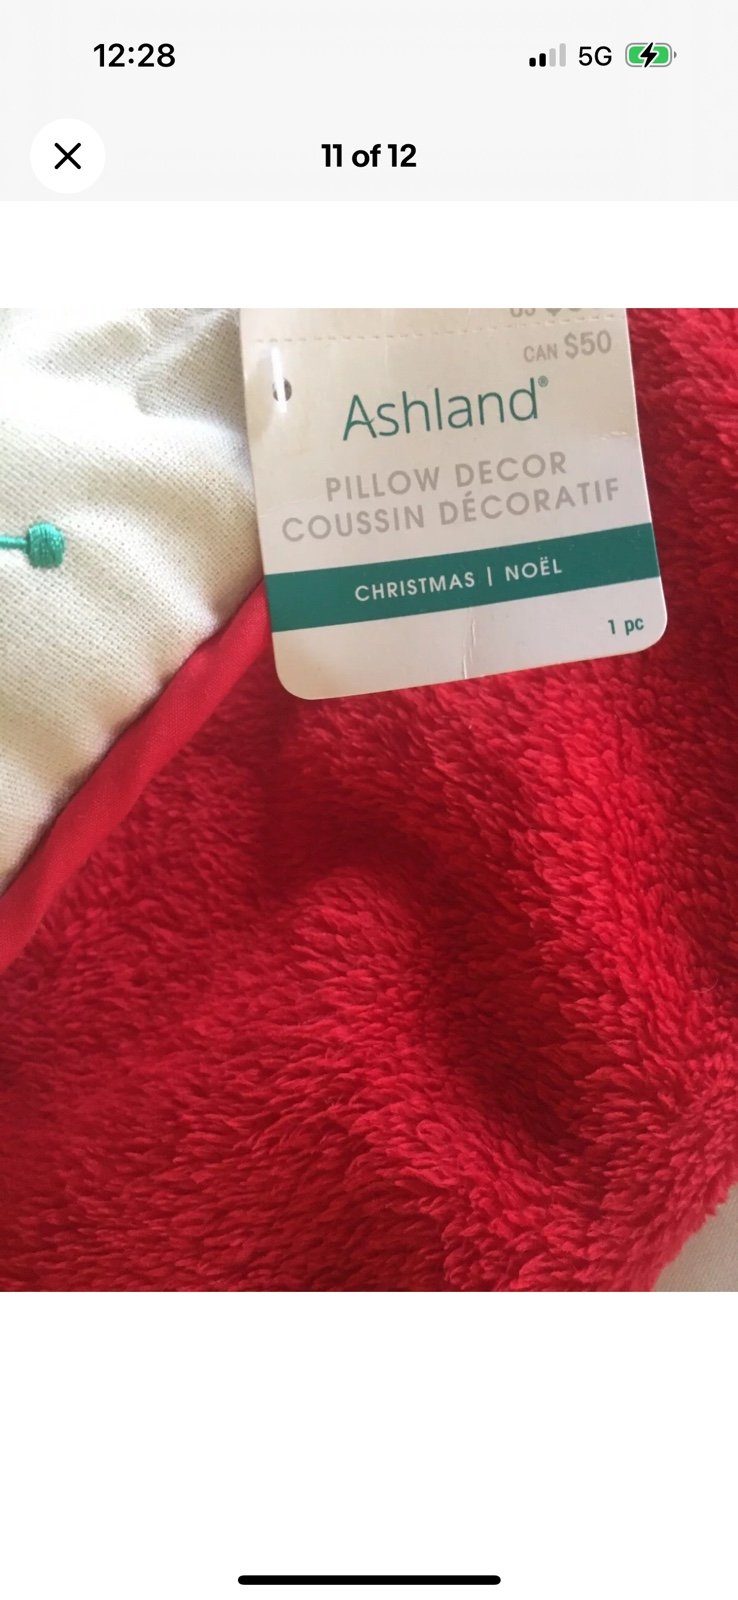 12:28
5G
11 of 12
CAN $50
Ashland®
PILLOW DECOR
COUSSIN DÉCORATIF
CHRISTMAS | NOËL
1 pc